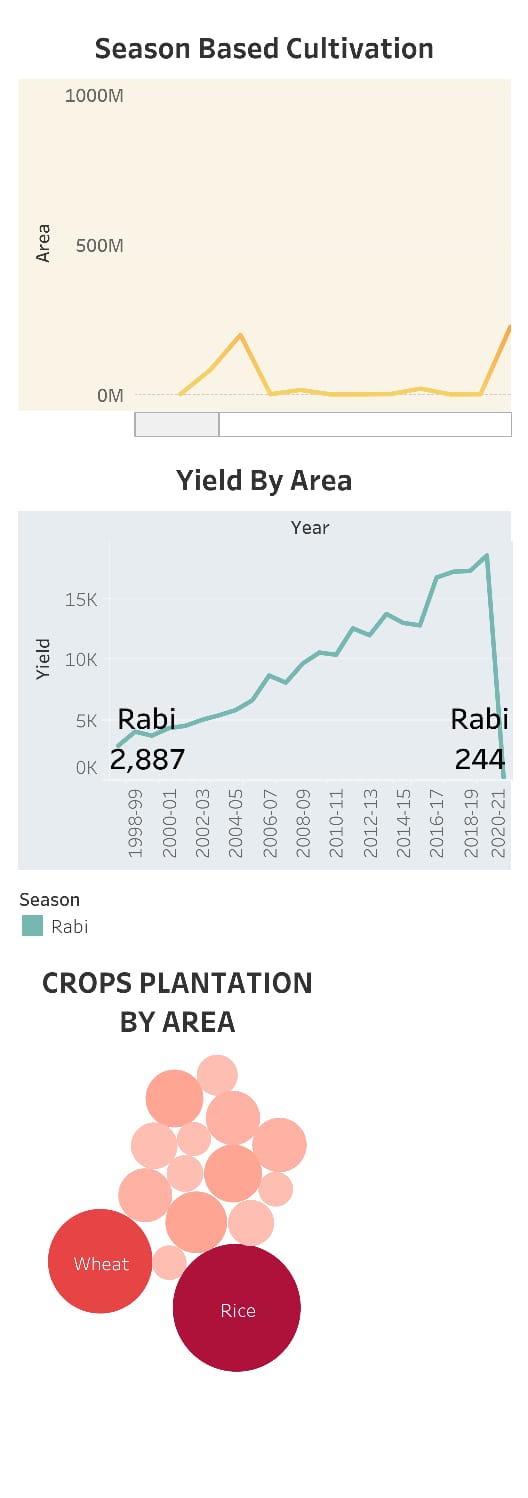 Season Based Cultivation
1000M
500M
0M
Area
Yield By Area
Year
15K
10K
5K
0K
Yield
Rabi
2,887
Rabi
244
1998-99
2000-01
2002-03
2004-05
2006-07
2008-09
2010-11
2012-13
2014-15
2016-17
2018-19
2020-21
Season
Rabi
CROPS PLANTATION
BY AREA
Wheat
Rice